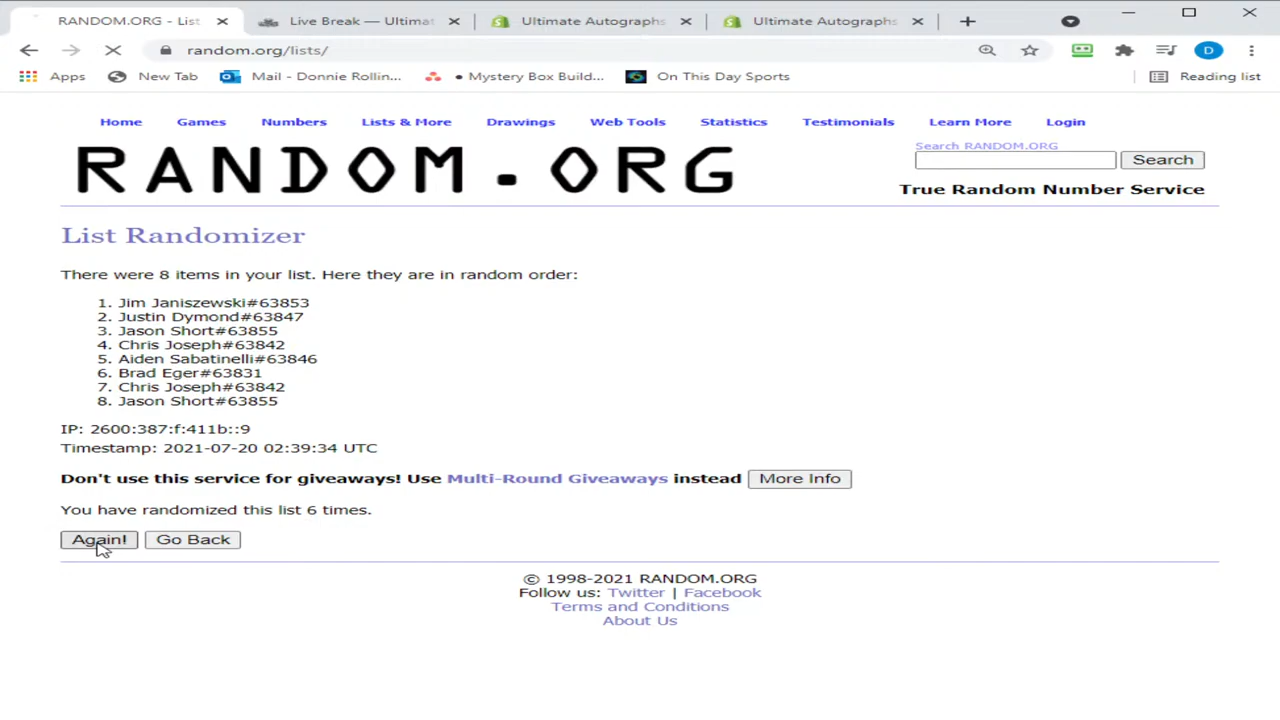 RANDOM.ORG - List
Live Break — Ultimat
Ultimate Autographs
Ultimate Autographs
random.org/lists/
D
Apps
New Tab
Mail - Donnie Rollin...
• Mystery Box Build...
On This Day Sports
Reading list
Home Games Numbers Lists & More Drawings Web Tools Statistics Testimonials Learn More Login
RANDOM.ORG
Search RANDOM.ORG
Search
True Random Number Service
List Randomizer
There were 8 items in your list. Here they are in random order:
1. Jim Janiszewski#63853
2. Justin Dymond#63847
3. Jason Short#63855
4. Chris Joseph#63842
5. Aiden Sabatinelli#63846
6. Brad Eger#63831
7. Chris Joseph#63842
8. Jason Short#63855
IP: 2600:387:f:411b::9
Timestamp: 2021-07-20 02:39:34 UTC
Don't use this service for giveaways! Use Multi-Round Giveaways instead More Info
You have randomized this list 6 times.
Again! Go Back
© 1998-2021 RANDOM.ORG
Follow us: Twitter | Facebook
Terms and Conditions
About Us